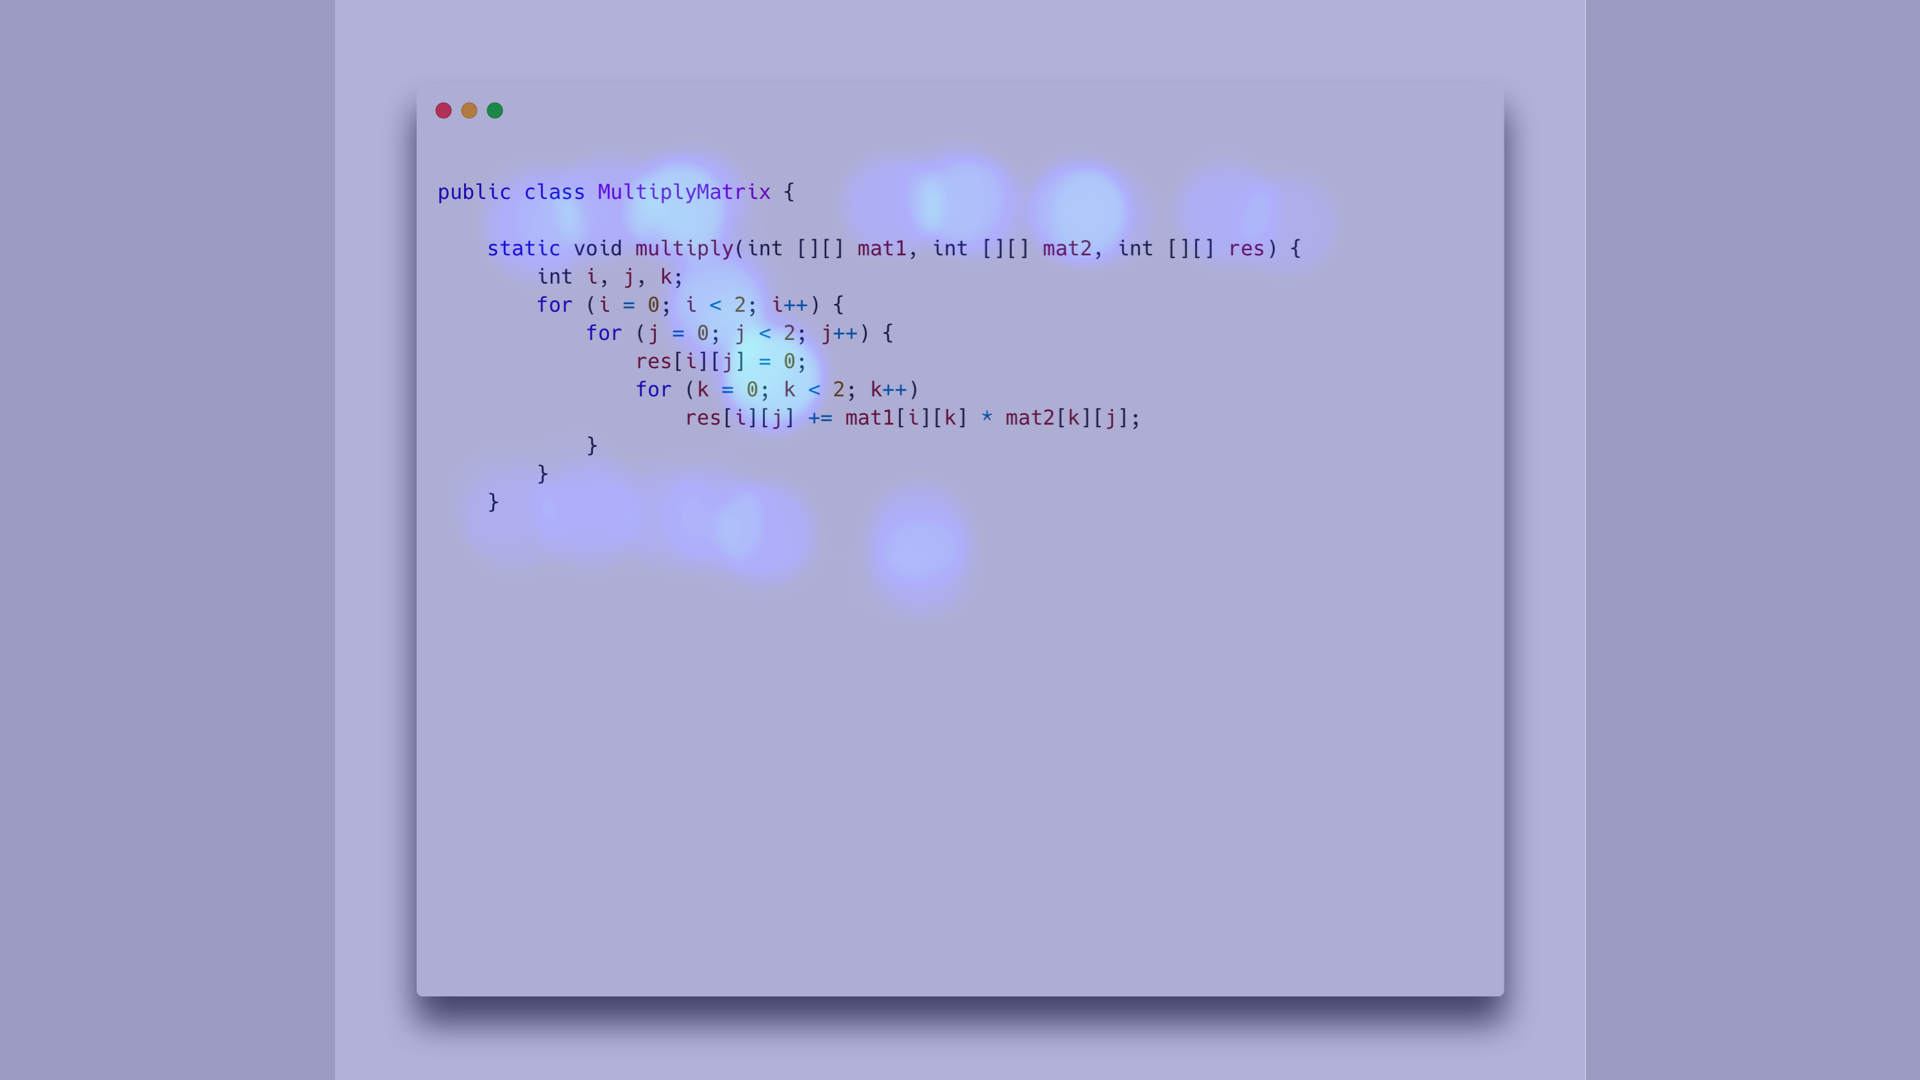 public class MultiplyMatrix {
static void multiply(int [][] mat1, int [][] mat2, int [][] res) {
int i, j, k;
for (i = 0; i < 2; i++) {
for (j = 0; j < 2; j++) {
res[i][j] = 0;
for (k = 0; k < 2; k++)
res[i][j] += mat1[i][k] * mat2[k][j];
}
}
}